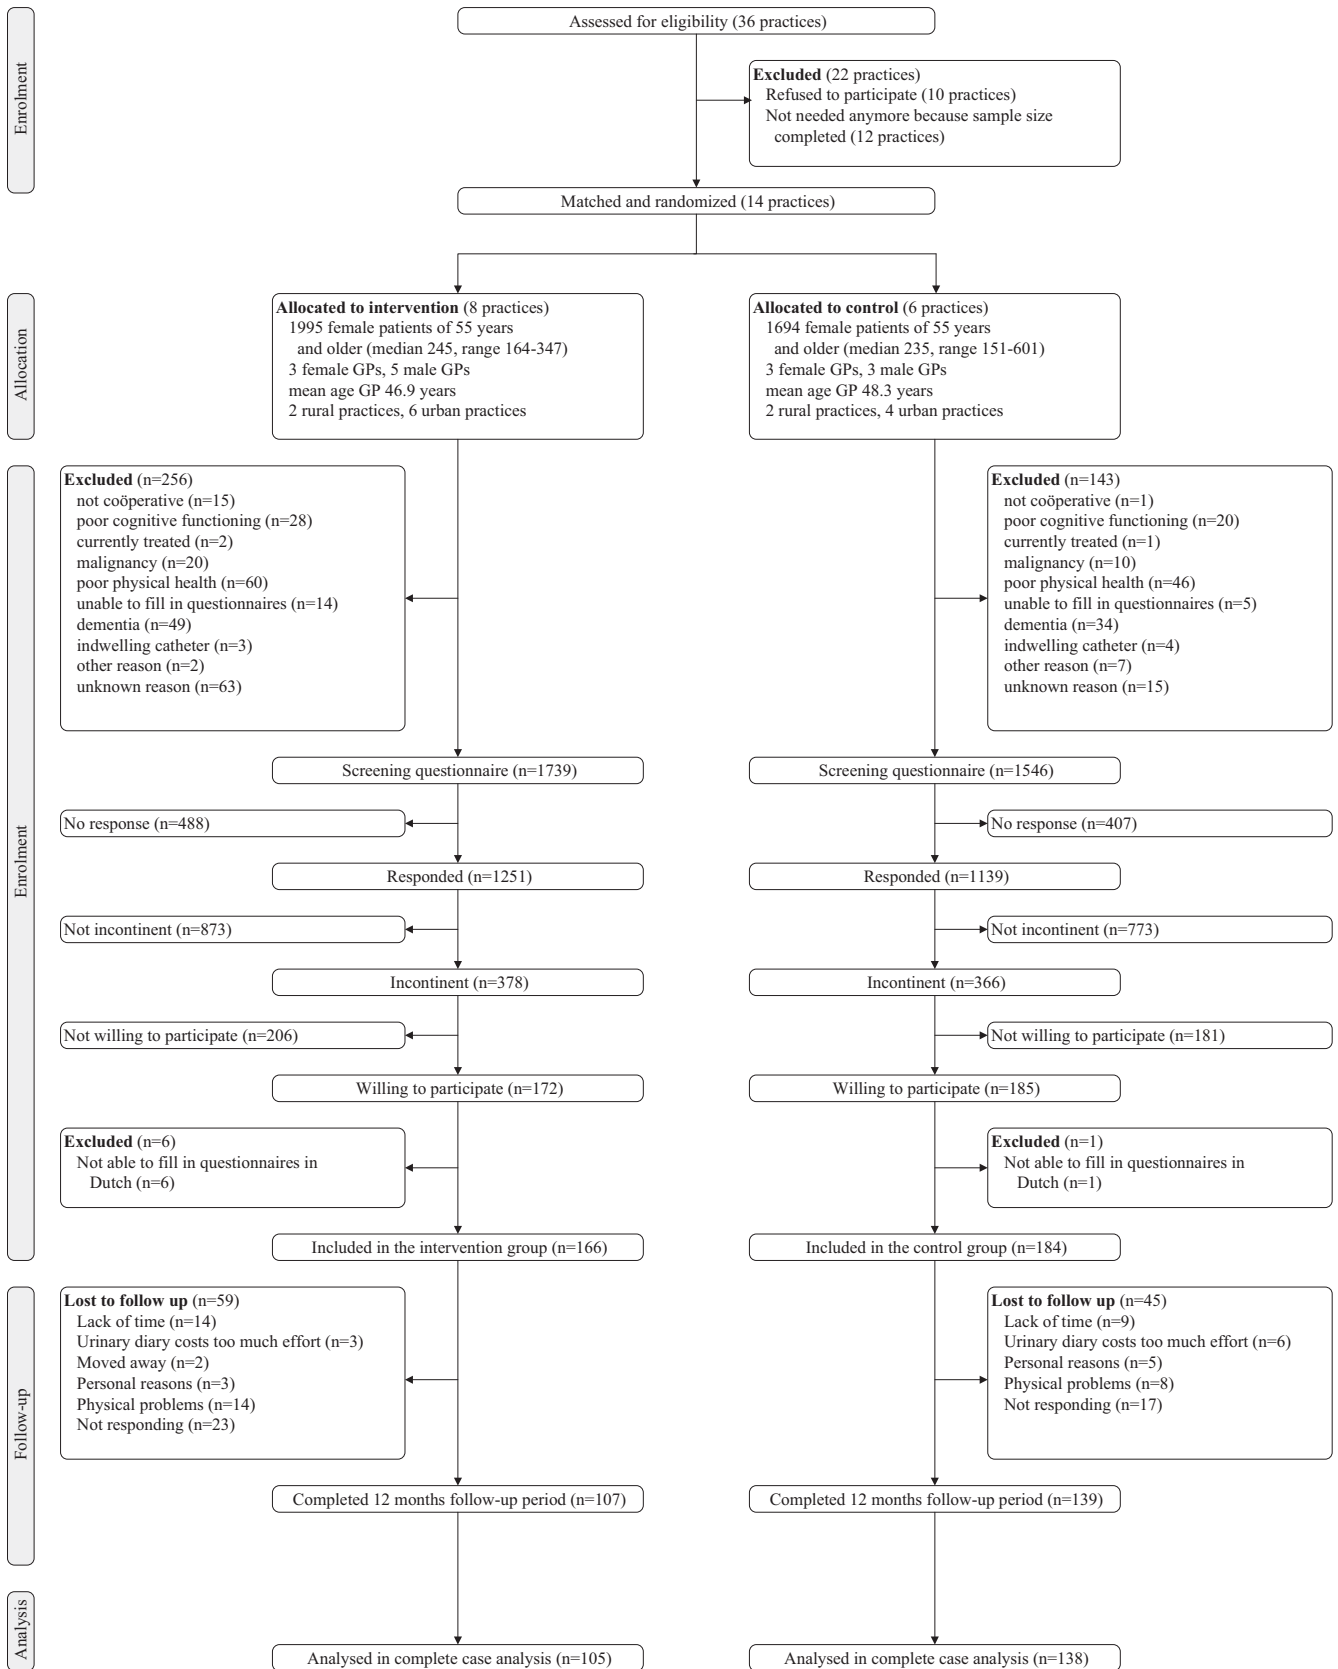 Enrolment
Assessed for eligibility (36 practices)
Excluded (22 practices)
Refused to participate (10 practices)
Not needed anymore because sample size
completed (12 practices)
Matched and randomized (14 practices)
Allocation
Allocated to intervention (8 practices)
1995 female patients of 55 years
and older (median 245, range 164-347)
3 female GPs, 5 male GPs
mean age GP 46.9 years
2 rural practices, 6 urban practices
Allocated to control (6 practices)
1694 female patients of 55 years
and older (median 235, range 151-601)
3 female GPs, 3 male GPs
mean age GP 48.3 years
2 rural practices, 4 urban practices
Enrolment
Excluded (n=256)
not coöperative (n=15)
poor cognitive functioning (n=28)
currently treated (n=2)
malignancy (n=20)
poor physical health (n=60)
unable to fill in questionnaires (n=14)
dementia (n=49)
indwelling catheter (n=3)
other reason (n=2)
unknown reason (n=63)
Excluded (n=143)
not coöperative (n=1)
poor cognitive functioning (n=20)
currently treated (n=1)
malignancy (n=10)
poor physical health (n=46)
unable to fill in questionnaires (n=5)
dementia (n=34)
indwelling catheter (n=4)
other reason (n=7)
unknown reason (n=15)
Screening questionnaire (n=1739)
Screening questionnaire (n=1546)
No response (n=488)
No response (n=407)
Responded (n=1251)
Responded (n=1139)
Not incontinent (n=873)
Not incontinent (n=773)
Incontinent (n=378)
Incontinent (n=366)
Not willing to participate (n=206)
Not willing to participate (n=181)
Willing to participate (n=172)
Willing to participate (n=185)
Excluded (n=6)
Not able to fill in questionnaires in
Dutch (n=6)
Excluded (n=1)
Not able to fill in questionnaires in
Dutch (n=1)
Included in the intervention group (n=166)
Included in the control group (n=184)
Follow-up
Lost to follow up (n=59)
Lack of time (n=14)
Urinary diary costs too much effort (n=3)
Moved away (n=2)
Personal reasons (n=3)
Physical problems (n=14)
Not responding (n=23)
Lost to follow up (n=45)
Lack of time (n=9)
Urinary diary costs too much effort (n=6)
Personal reasons (n=5)
Physical problems (n=8)
Not responding (n=17)
Completed 12 months follow-up period (n=107)
Completed 12 months follow-up period (n=139)
Analysis
Analysed in complete case analysis (n=105)
Analysed in complete case analysis (n=138)